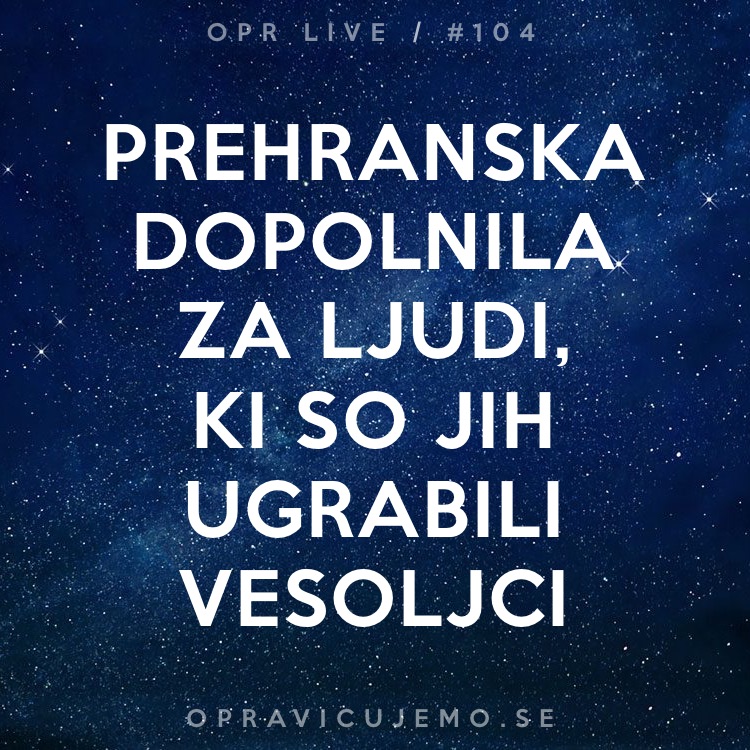 OPR LIVE / #104
PREHRANSKA
DOPOLNILA
ZA LJUDI,
KI SO JIH
UGRABILI
VESOLJCI
OPRAVICUJEMO.SE